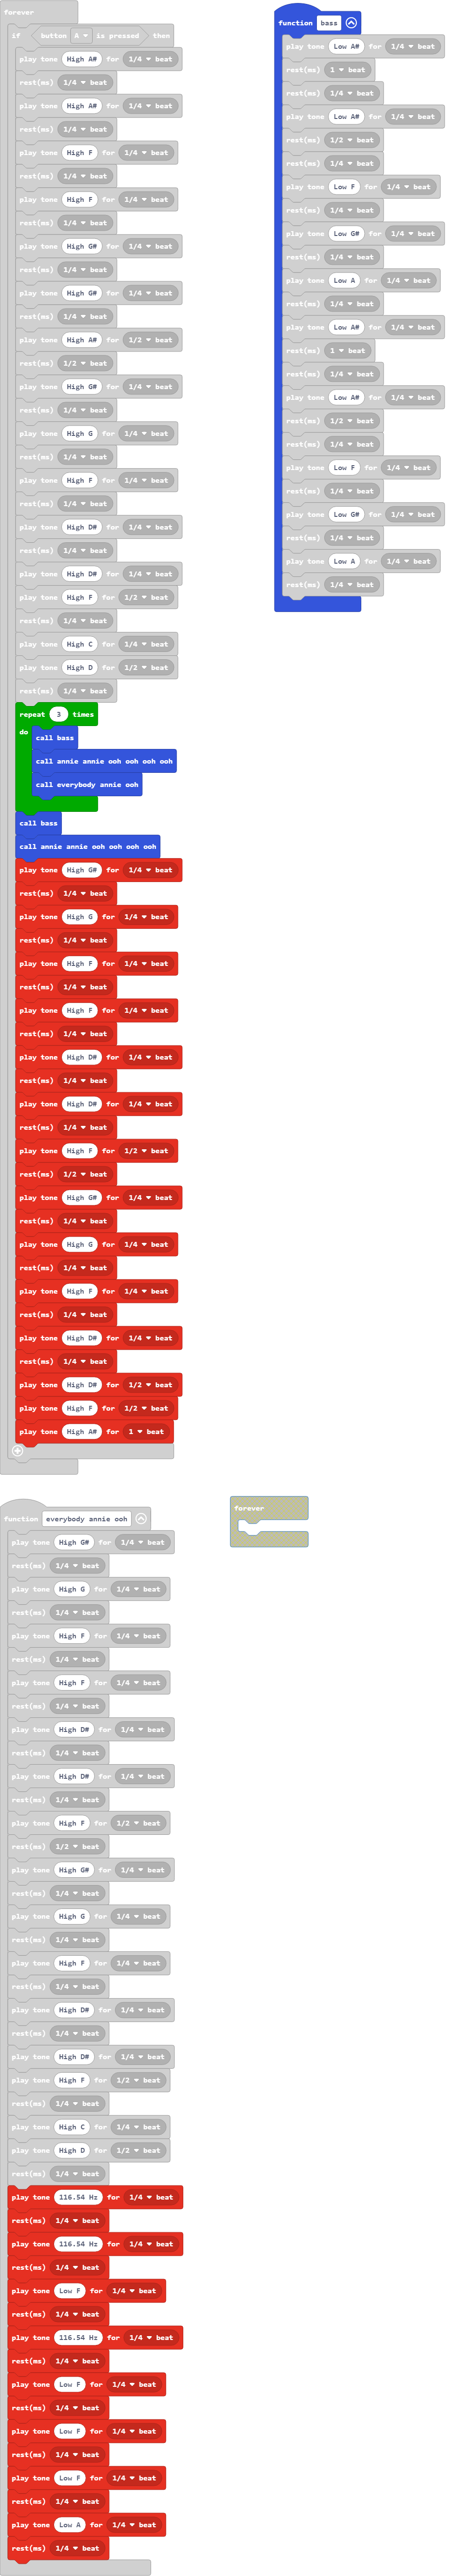 forever
if button A is pressed then
play tone High A# for 1/4 beat
rest(ms) 1/4 beat
play tone High A# for 1/4 beat
rest(ms) 1/4 beat
play tone High F for 1/4 beat
rest(ms) 1/4 beat
play tone High F for 1/4 beat
rest(ms) 1/4 beat
play tone High G# for 1/4 beat
rest(ms) 1/4 beat
play tone High G# for 1/4 beat
rest(ms) 1/4 beat
play tone High A# for 1/2 beat
rest(ms) 1/2 beat
play tone High G# for 1/4 beat
rest(ms) 1/4 beat
play tone High G for 1/4 beat
rest(ms) 1/4 beat
play tone High F for 1/4 beat
rest(ms) 1/4 beat
play tone High D# for 1/4 beat
rest(ms) 1/4 beat
play tone High D# for 1/4 beat
play tone High F for 1/2 beat
rest(ms) 1/4 beat
play tone High C for 1/4 beat
play tone High D for 1/2 beat
rest(ms) 1/4 beat
repeat 3 times
do
call bass
call annie annie ooh ooh ooh ooh
call everybody annie ooh
call bass
call annie annie ooh ooh ooh ooh
play tone High G# for 1/4 beat
rest(ms) 1/4 beat
play tone High G for 1/4 beat
rest(ms) 1/4 beat
play tone High F for 1/4 beat
rest(ms) 1/4 beat
play tone High F for 1/4 beat
rest(ms) 1/4 beat
play tone High D# for 1/4 beat
rest(ms) 1/4 beat
play tone High D# for 1/4 beat
rest(ms) 1/4 beat
play tone High F for 1/2 beat
rest(ms) 1/2 beat
play tone High G# for 1/4 beat
rest(ms) 1/4 beat
play tone High G for 1/4 beat
rest(ms) 1/4 beat
play tone High F for 1/4 beat
rest(ms) 1/4 beat
play tone High D# for 1/4 beat
rest(ms) 1/4 beat
play tone High D# for 1/2 beat
play tone High F for 1/2 beat
play tone High A# for 1 beat
function bass
play tone Low A# for 1/4 beat
rest(ms) 1 beat
rest(ms) 1/4 beat
play tone Low A# for 1/4 beat
rest(ms) 1/2 beat
rest(ms) 1/4 beat
play tone Low F for 1/4 beat
rest(ms) 1/4 beat
play tone Low G# for 1/4 beat
rest(ms) 1/4 beat
play tone Low A for 1/4 beat
rest(ms) 1/4 beat
play tone Low A# for 1/4 beat
rest(ms) 1 beat
rest(ms) 1/4 beat
play tone Low A# for 1/4 beat
rest(ms) 1/2 beat
rest(ms) 1/4 beat
play tone Low F for 1/4 beat
rest(ms) 1/4 beat
play tone Low G# for 1/4 beat
rest(ms) 1/4 beat
play tone Low A for 1/4 beat
rest(ms) 1/4 beat
function everybody annie ooh
play tone High G# for 1/4 beat
rest(ms) 1/4 beat
play tone High G for 1/4 beat
rest(ms) 1/4 beat
play tone High F for 1/4 beat
rest(ms) 1/4 beat
play tone High F for 1/4 beat
rest(ms) 1/4 beat
play tone High D# for 1/4 beat
rest(ms) 1/4 beat
play tone High D# for 1/4 beat
rest(ms) 1/4 beat
play tone High F for 1/2 beat
rest(ms) 1/2 beat
play tone High G# for 1/4 beat
rest(ms) 1/4 beat
play tone High G for 1/4 beat
rest(ms) 1/4 beat
play tone High F for 1/4 beat
rest(ms) 1/4 beat
play tone High D# for 1/4 beat
rest(ms) 1/4 beat
play tone High D# for 1/4 beat
play tone High F for 1/2 beat
rest(ms) 1/4 beat
play tone High C for 1/4 beat
play tone High D for 1/2 beat
rest(ms) 1/4 beat
play tone 116.54 Hz for 1/4 beat
rest(ms) 1/4 beat
play tone 116.54 Hz for 1/4 beat
rest(ms) 1/4 beat
play tone Low F for 1/4 beat
rest(ms) 1/4 beat
play tone 116.54 Hz for 1/4 beat
rest(ms) 1/4 beat
play tone Low F for 1/4 beat
rest(ms) 1/4 beat
play tone Low F for 1/4 beat
rest(ms) 1/4 beat
play tone Low F for 1/4 beat
rest(ms) 1/4 beat
play tone Low A for 1/4 beat
rest(ms) 1/4 beat
forever